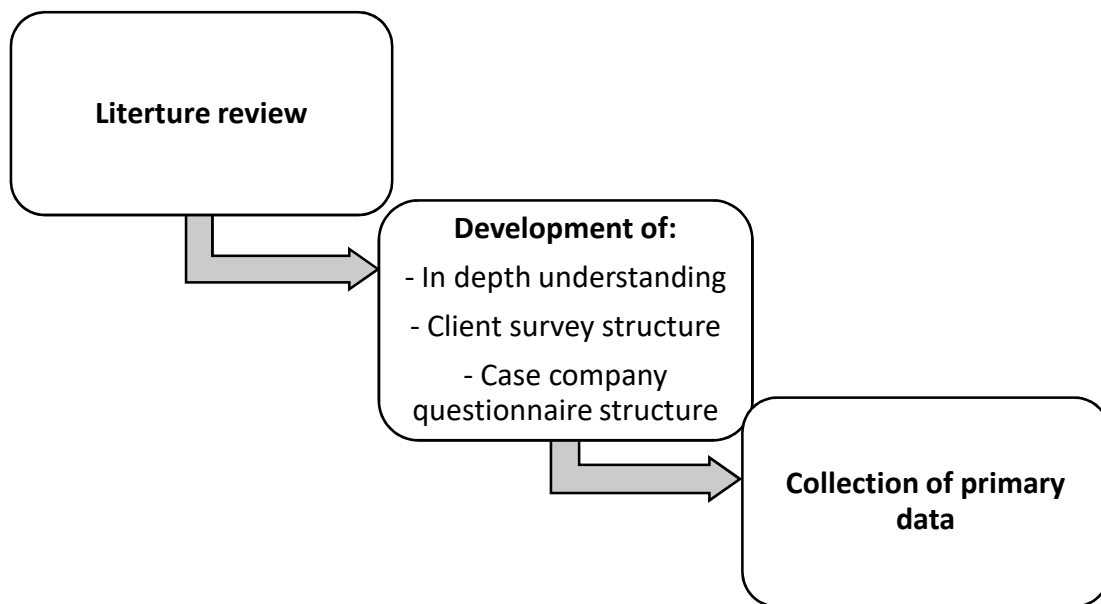 Literture review
Development of:
- In depth understanding
- Client survey structure
- Case company
questionnaire structure
Collection of primary
data